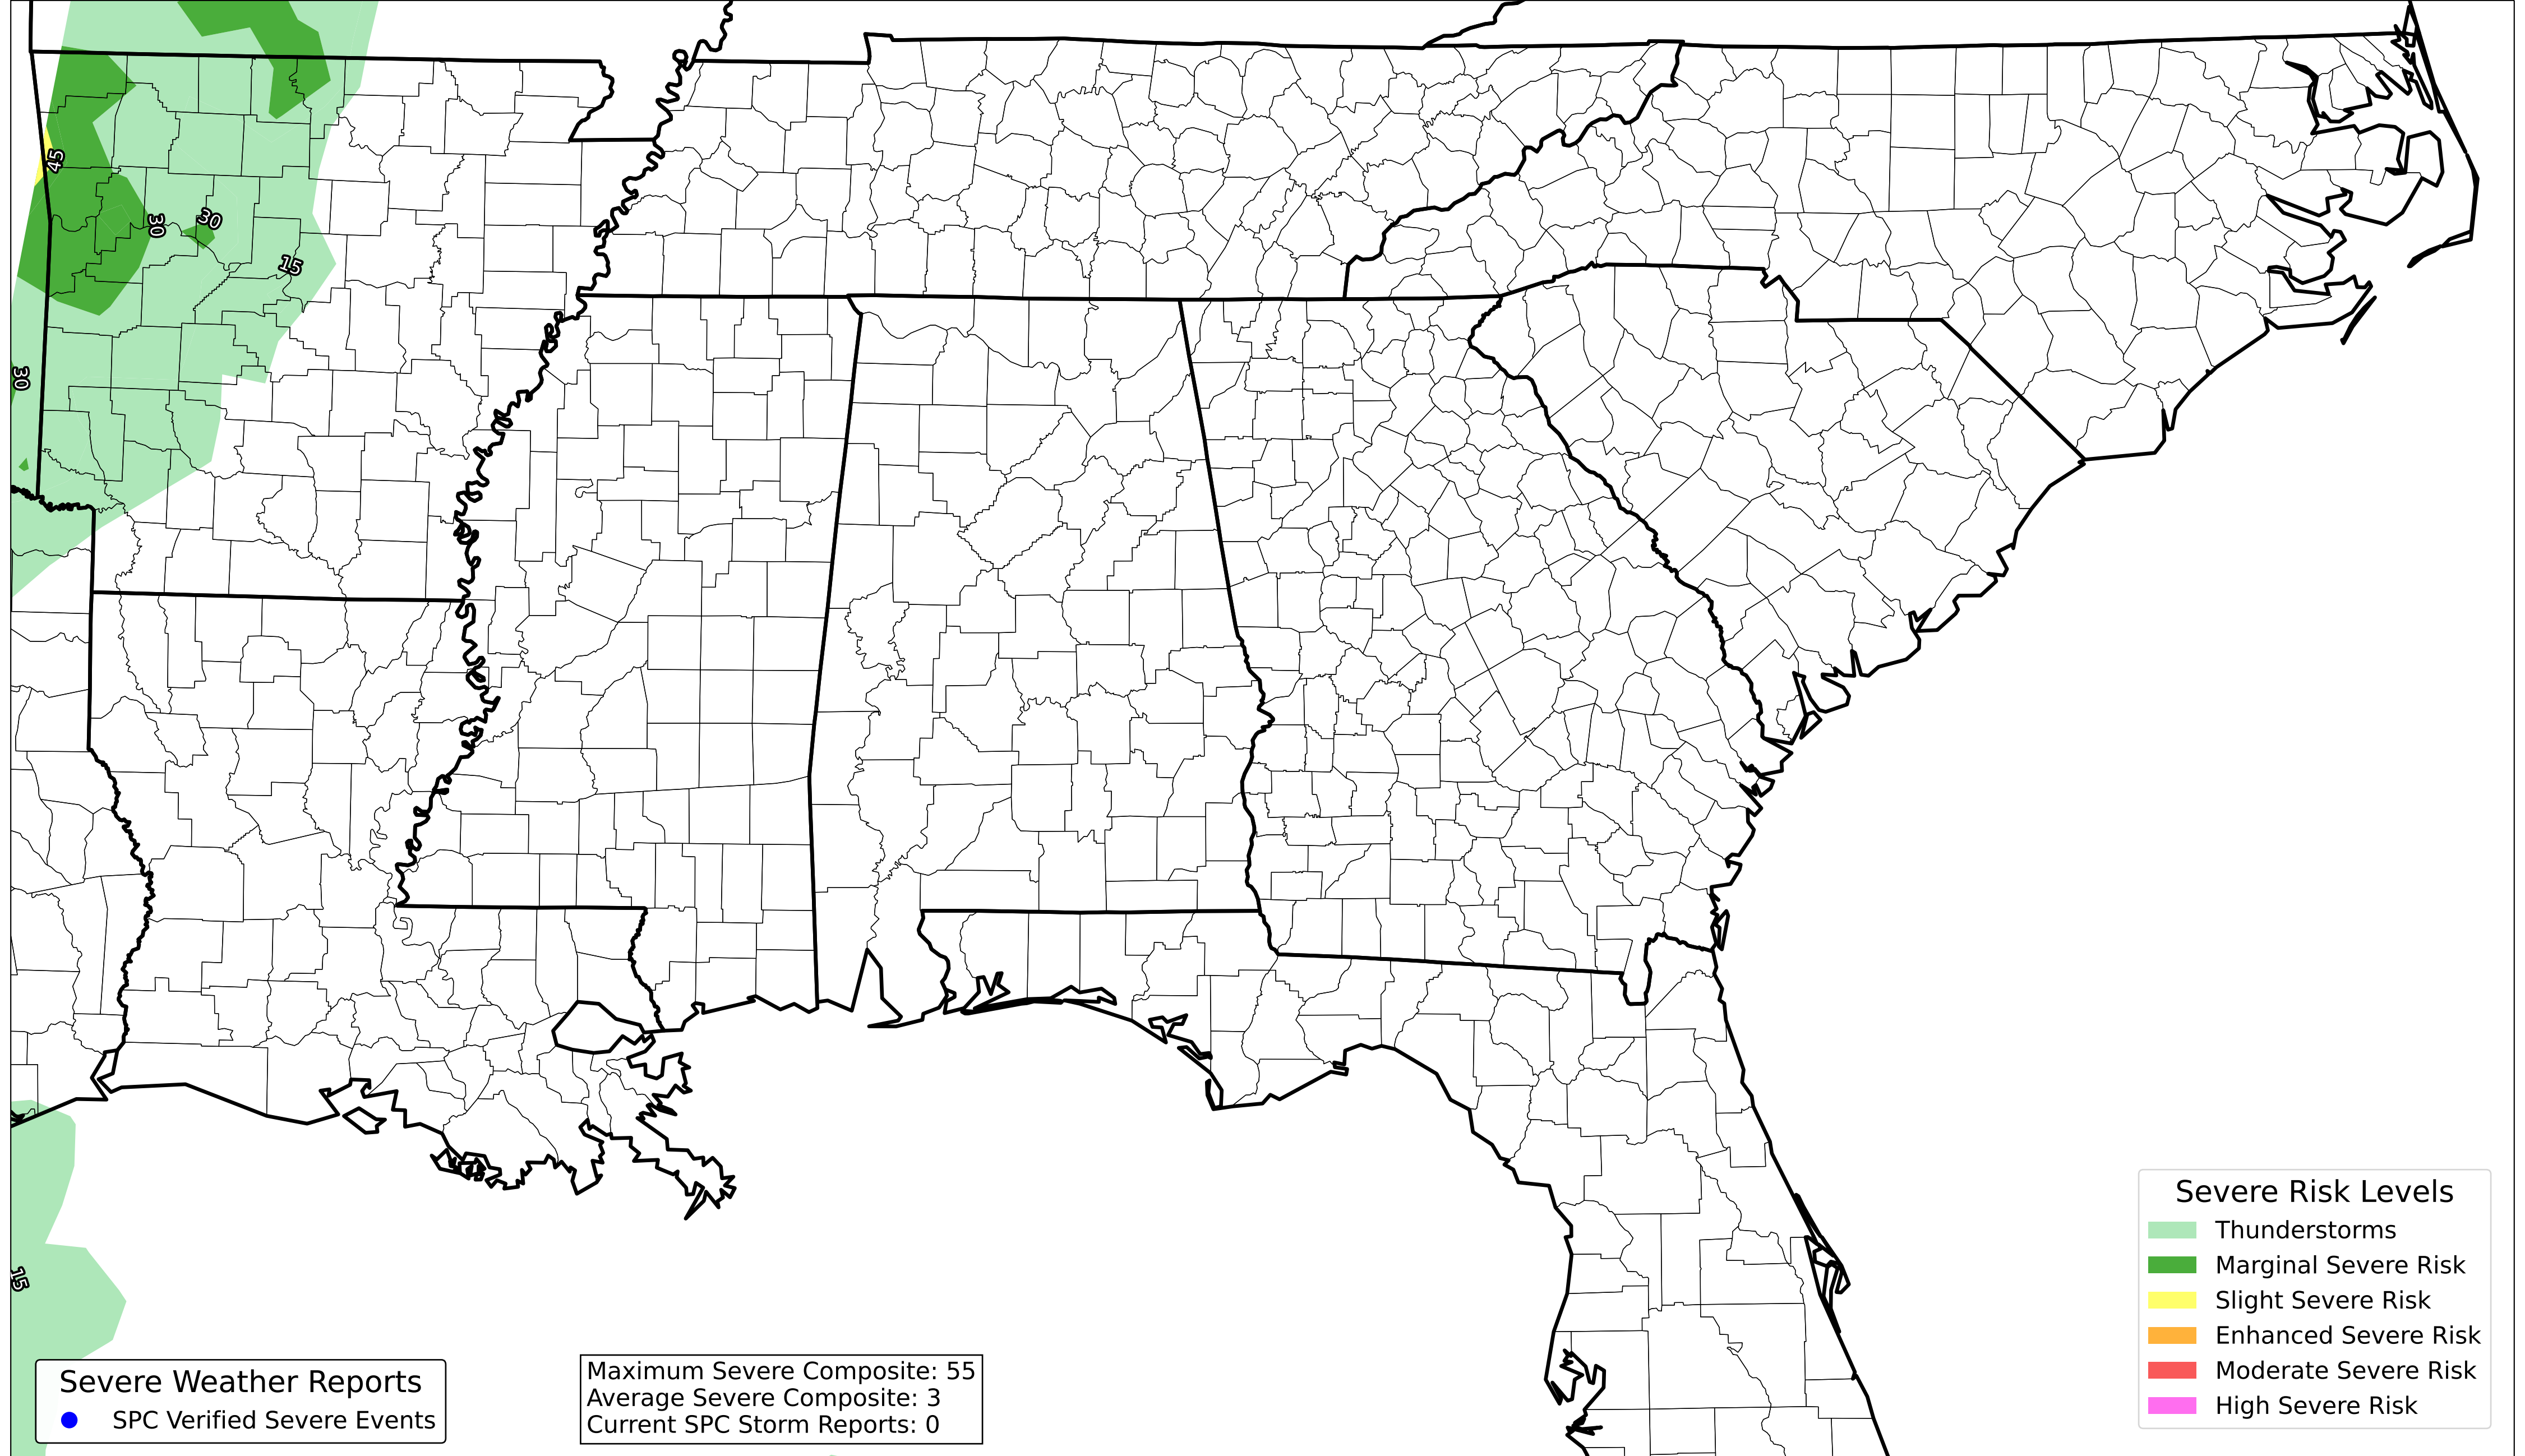 45
30
30
15
30
15
Severe Weather Reports
SPC Verified Severe Events
Maximum Severe Composite: 55
Average Severe Composite: 3
Current SPC Storm Reports: 0
Severe Risk Levels
Thunderstorms
Marginal Severe Risk
Slight Severe Risk
Enhanced Severe Risk
Moderate Severe Risk
High Severe Risk